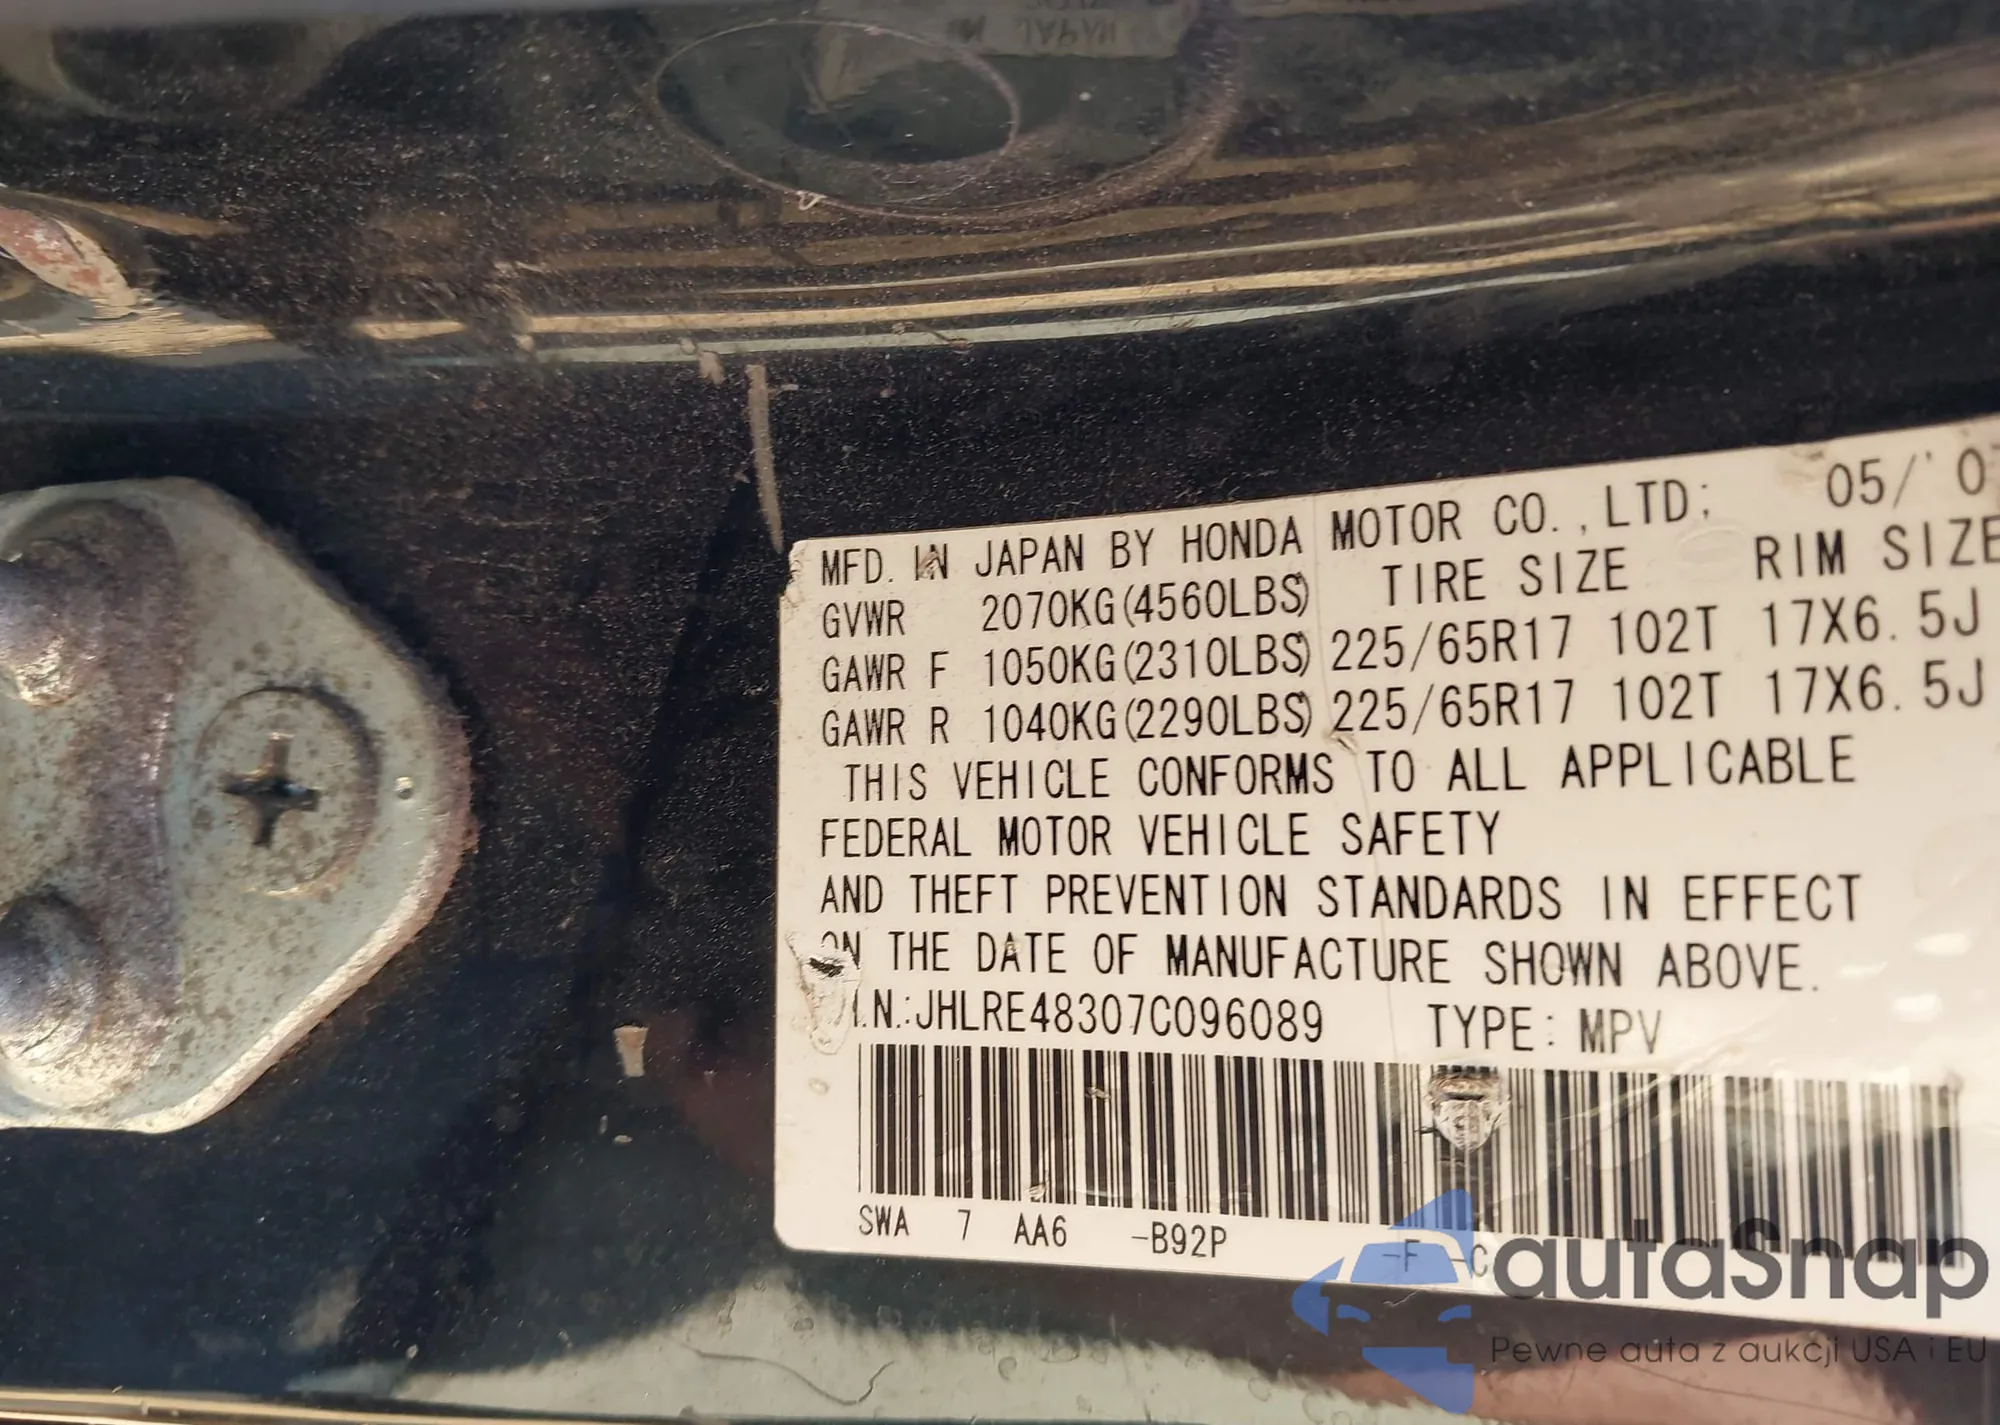 MFD. IN JAPAN BY HONDA MOTOR CO.,LTD; 05/'07
GVWR 2070KG(4560LBS) TIRE SIZE RIM SIZE
GAWR F 1050KG(2310LBS) 225/65R17 102T 17X6.5J
GAWR R 1040KG(2290LBS) 225/65R17 102T 17X6.5J
THIS VEHICLE CONFORMS TO ALL APPLICABLE
FEDERAL MOTOR VEHICLE SAFETY
AND THEFT PREVENTION STANDARDS IN EFFECT
ON THE DATE OF MANUFACTURE SHOWN ABOVE.
V.I.N.:JHLRE48307C096089 TYPE: MPV
SWA 7 AA6 -B92P -F -C
autaSnap
Pewne auta z aukcji USA i EU